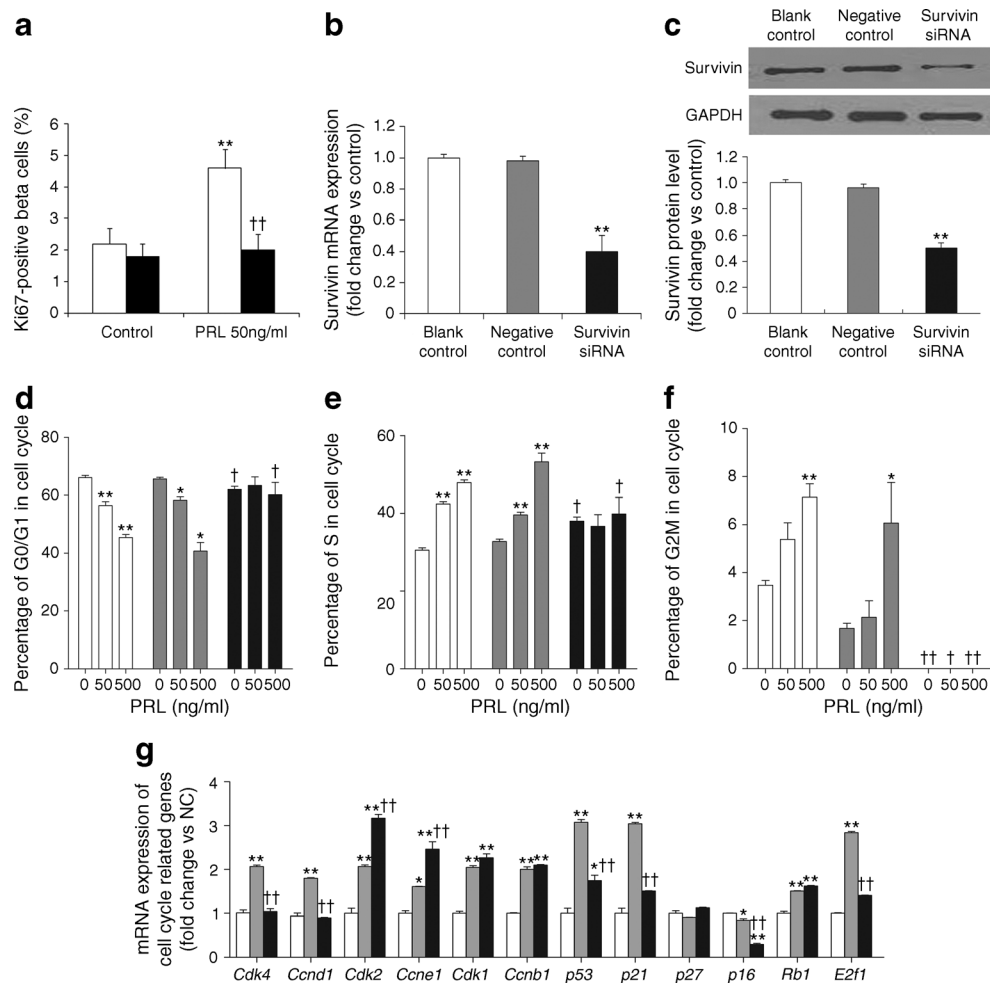 a
Ki67-positive beta cells (%)
6
5
4
3
2
1
0
**
††
Control
PRL 50ng/ml
b
Survivin mRNA expression
(fold change vs control)
1.2
1.0
0.8
0.6
0.4
0.2
0
**
Blank
control
Negative
control
Survivin
siRNA
c
Blank
control
Negative
control
Survivin
siRNA
Survivin
GAPDH
Survivin protein level
(fold change vs control)
1.2
1.0
0.8
0.6
0.4
0.2
0
**
Blank
control
Negative
control
Survivin
siRNA
d
Percentage of G0/G1 in cell cycle
80
60
40
20
0
** ** * * † †
0 50 500 0 50 500 0 50 500
PRL (ng/ml)
e
Percentage of S in cell cycle
60
40
20
0
** ** ** ** † †
0 50 500 0 50 500 0 50 500
PRL (ng/ml)
f
Percentage of G2M in cell cycle
10
8
6
4
2
0
** * †† † ††
0 50 500 0 50 500 0 50 500
PRL (ng/ml)
g
mRNA expression of
cell cycle related genes
(fold change vs NC)
4
3
2
1
0
** †† ** †† ** **†† * **†† ** ** ** ** *†† ** †† * †† ** ** ** ** ††
Cdk4 Ccnd1 Cdk2 Ccne1 Cdk1 Ccnb1 p53 p21 p27 p16 Rb1 E2f1